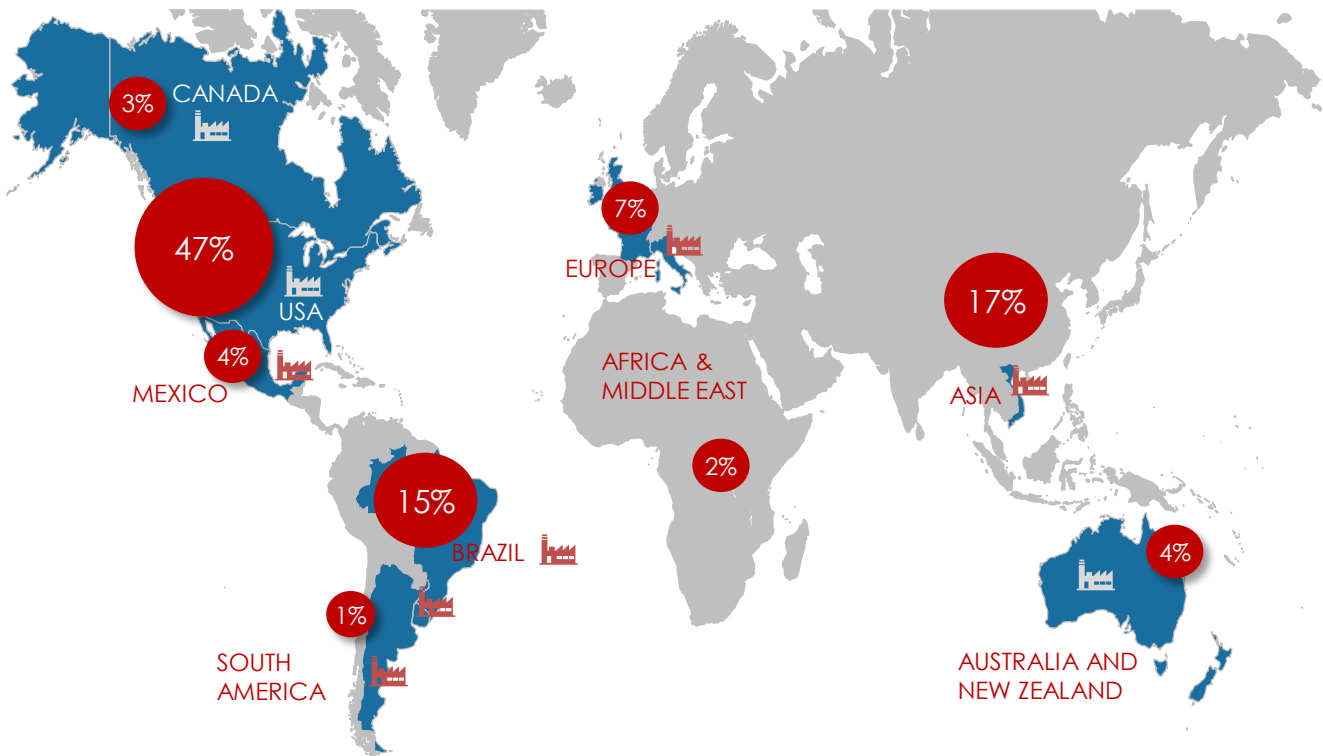 3%
CANADA
47%
USA
4%
MEXICO
7%
EUROPE
17%
ASIA
AFRICA &
MIDDLE EAST
2%
15%
BRAZIL
1%
SOUTH
AMERICA
4%
AUSTRALIA AND
NEW ZEALAND